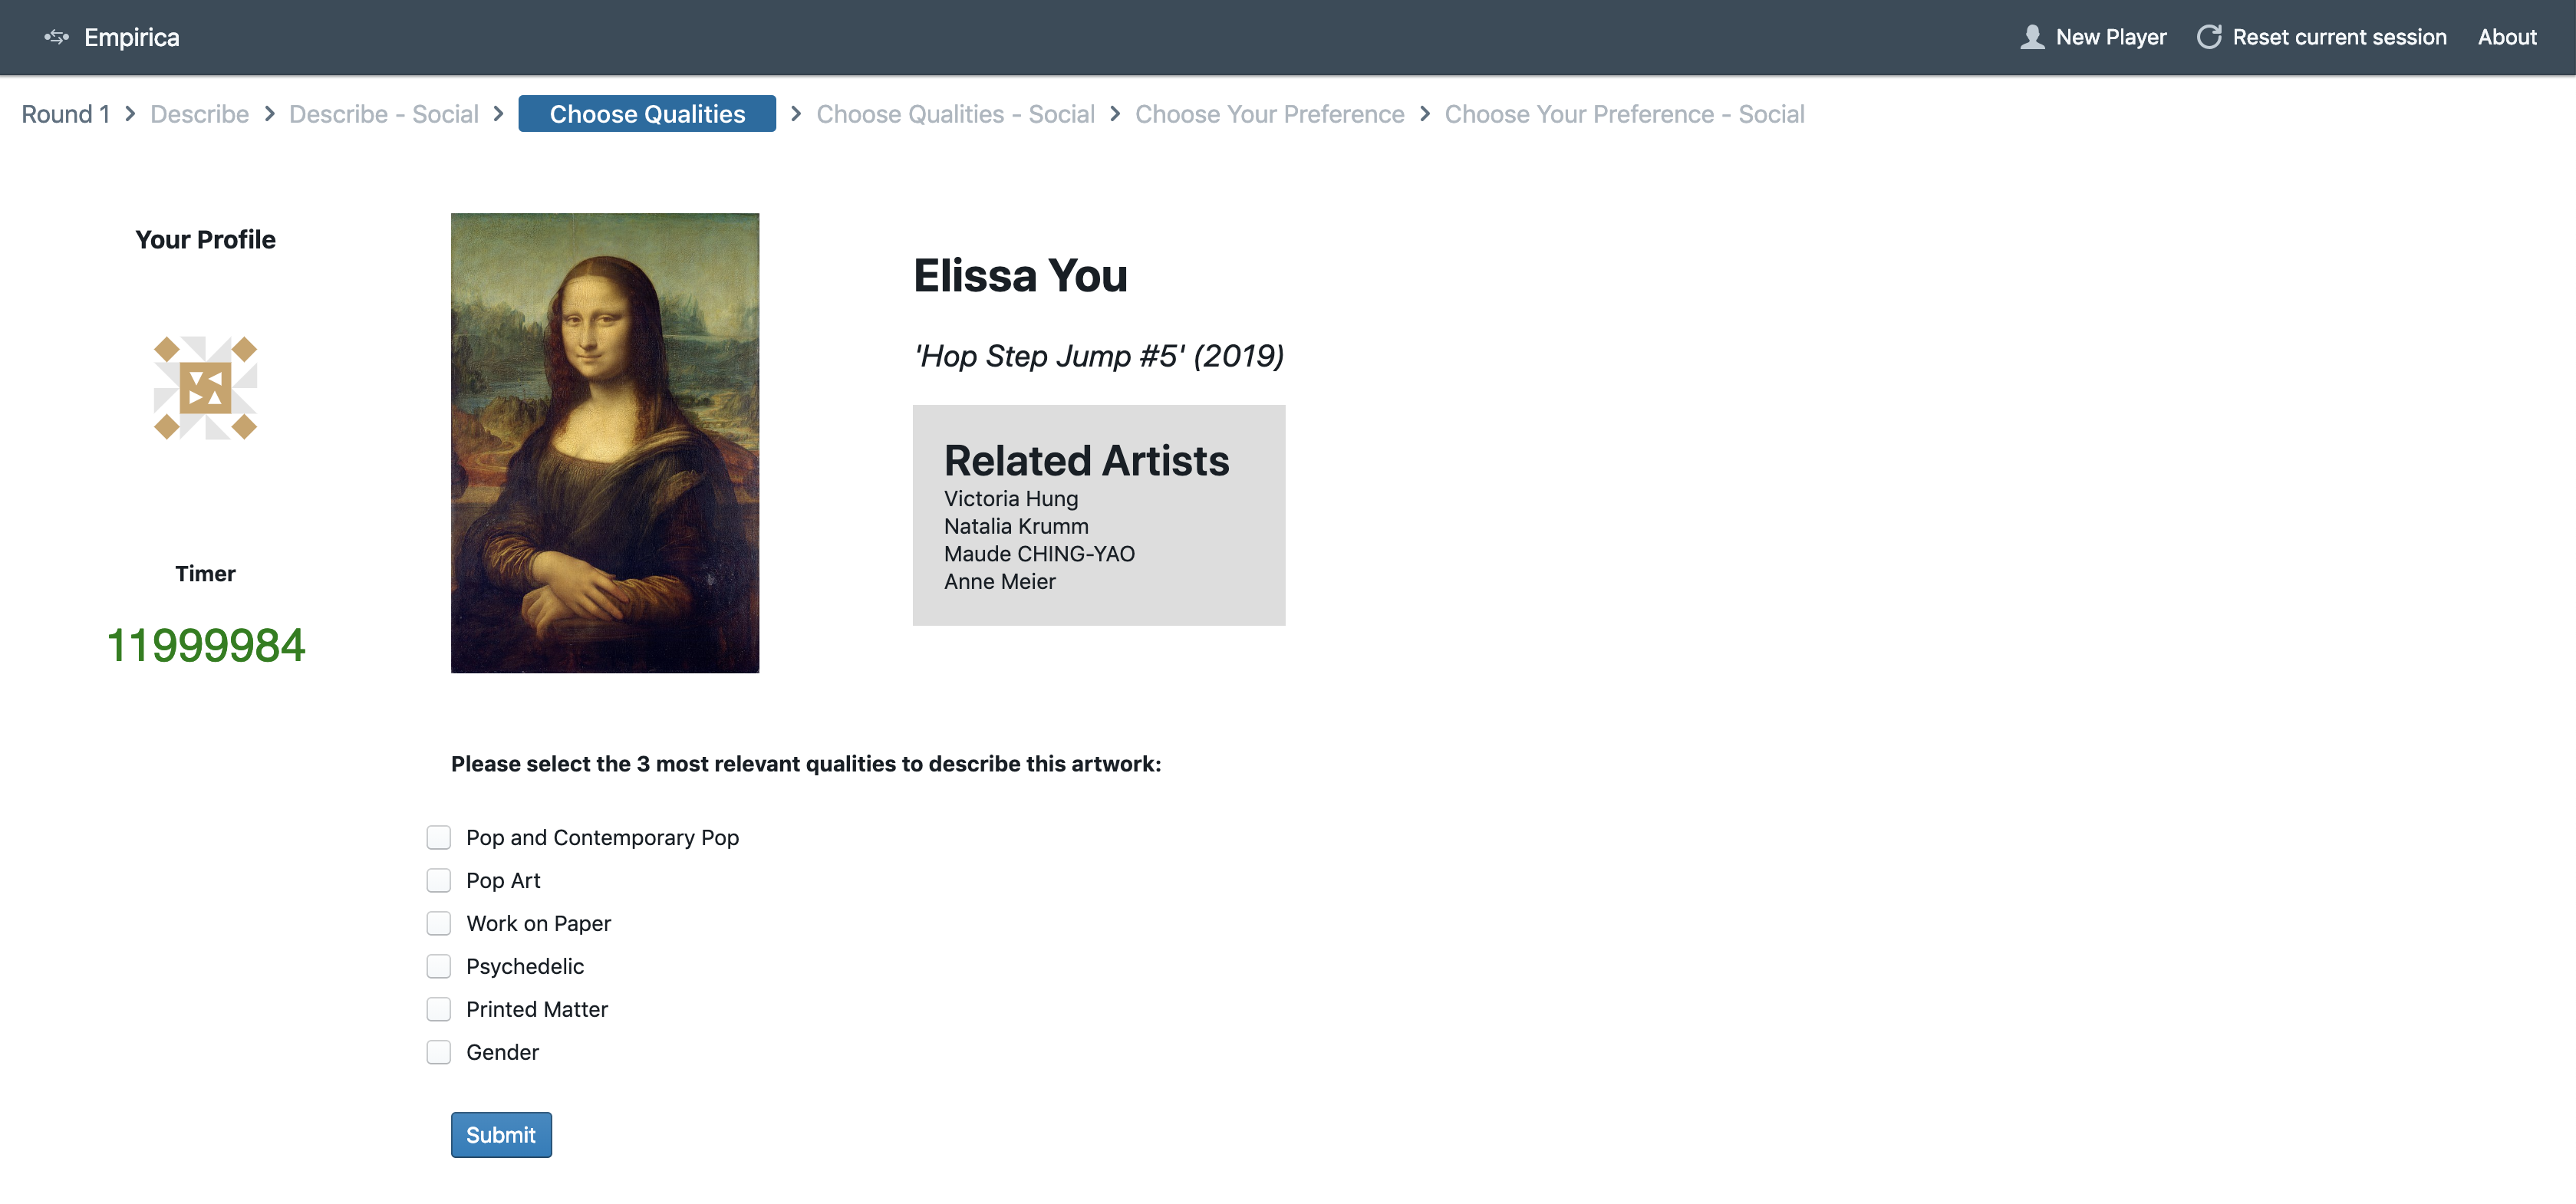 Empirica
New Player
Reset current session
About
Round 1 > Describe > Describe - Social > Choose Qualities > Choose Qualities - Social > Choose Your Preference > Choose Your Preference - Social
Your Profile
Timer
11999984
Elissa You
'Hop Step Jump #5' (2019)
Related Artists
Victoria Hung
Natalia Krumm
Maude CHING-YAO
Anne Meier
Please select the 3 most relevant qualities to describe this artwork:
Pop and Contemporary Pop
Pop Art
Work on Paper
Psychedelic
Printed Matter
Gender
Submit